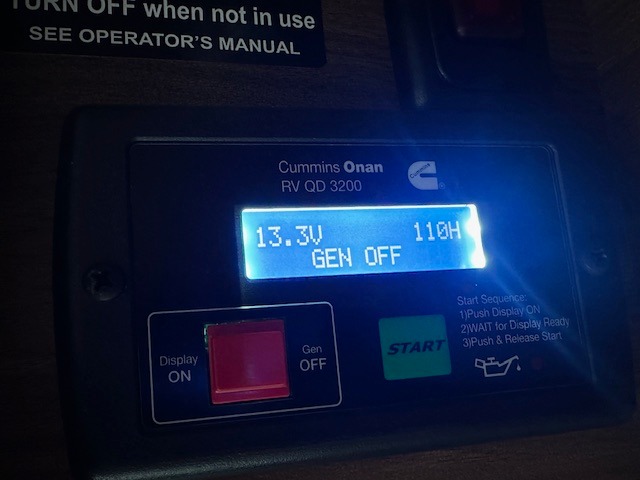 TURN OFF when not in use
SEE OPERATOR'S MANUAL
Cummins Onan
RV QD 3200
Cummins
13.3V 110H
GEN OFF
Start Sequence:
1)Push Display ON
2)WAIT for Display Ready
3)Push & Release Start
Display
ON
Gen
OFF
START